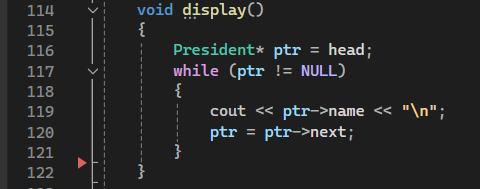 114 void display()
115 {
116 President* ptr = head;
117 while (ptr != NULL)
118 {
119 cout << ptr->name << "\n";
120 ptr = ptr->next;
121 }
122 }